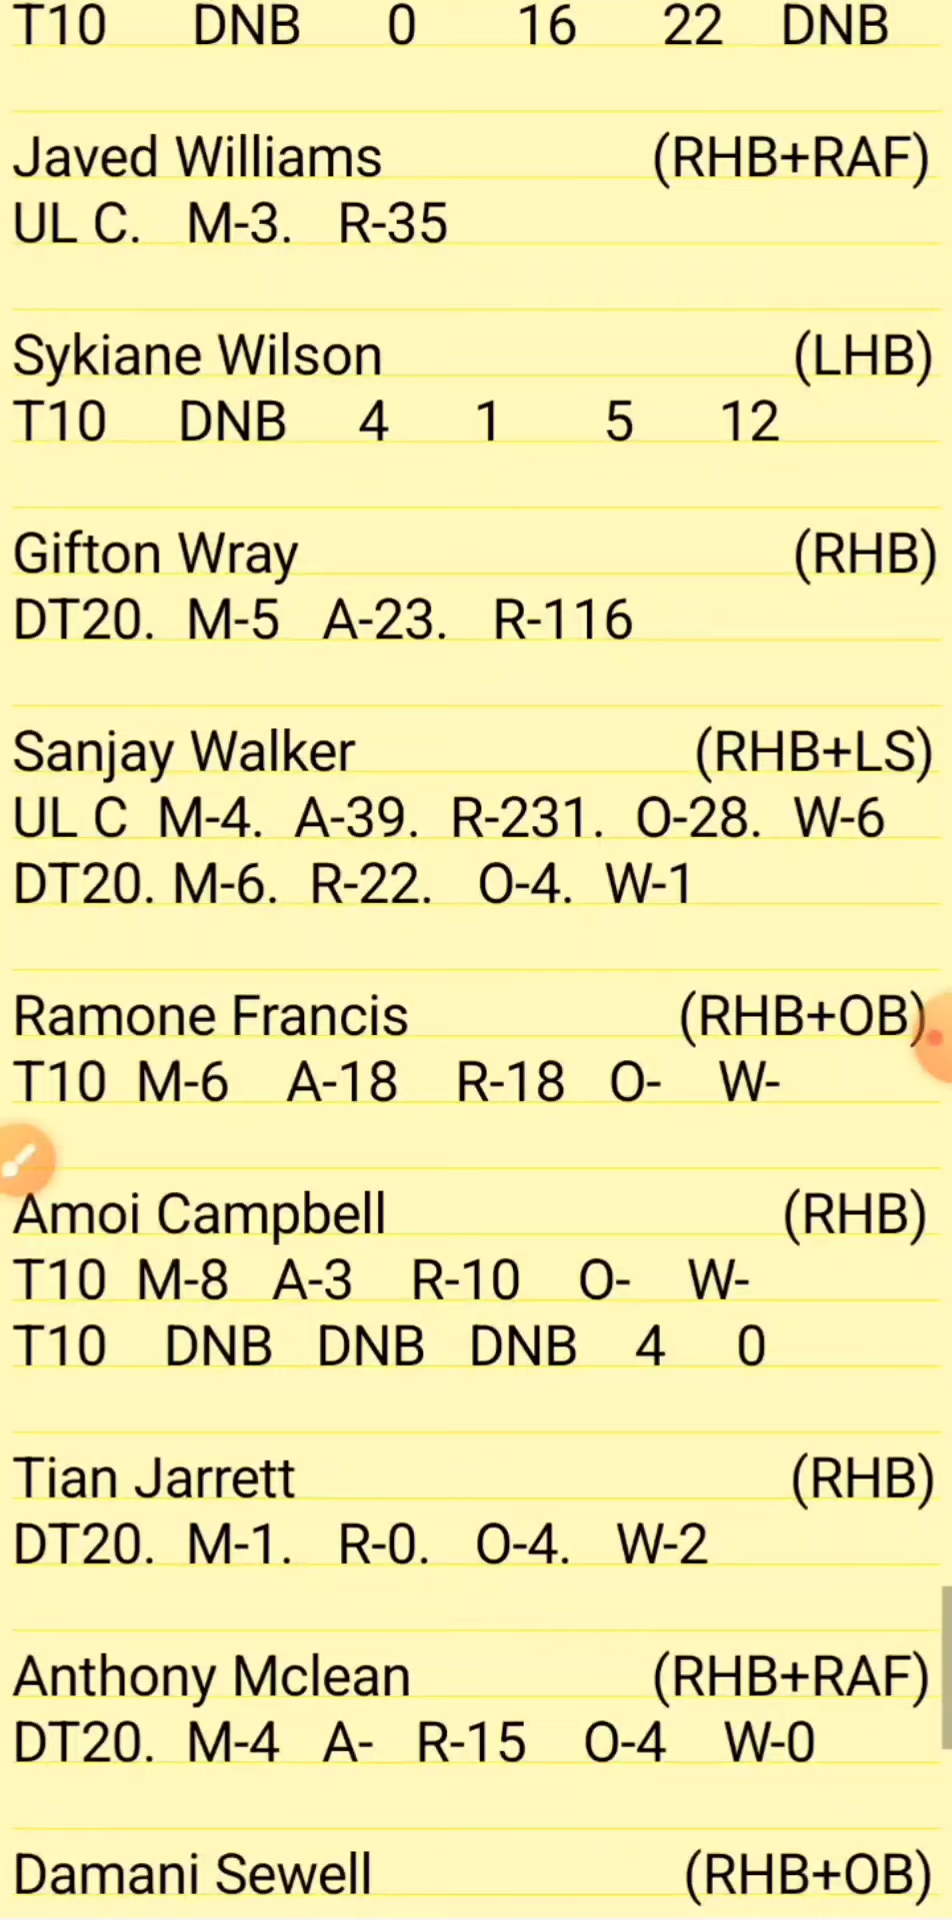 T10 DNB 0 16 22 DNB
Javed Williams (RHB+RAF)
UL C. M-3. R-35
Sykiane Wilson (LHB)
T10 DNB 4 1 5 12
Gifton Wray (RHB)
DT20. M-5 A-23. R-116
Sanjay Walker (RHB+LS)
UL C M-4. A-39. R-231. O-28. W-6
DT20. M-6. R-22. O-4. W-1
Ramone Francis (RHB+OB)
T10 M-6 A-18 R-18 O- W-
Amoi Campbell (RHB)
T10 M-8 A-3 R-10 O- W-
T10 DNB DNB DNB 4 0
Tian Jarrett (RHB)
DT20. M-1. R-0. O-4. W-2
Anthony Mclean (RHB+RAF)
DT20. M-4 A- R-15 O-4 W-0
Damani Sewell (RHB+OB)